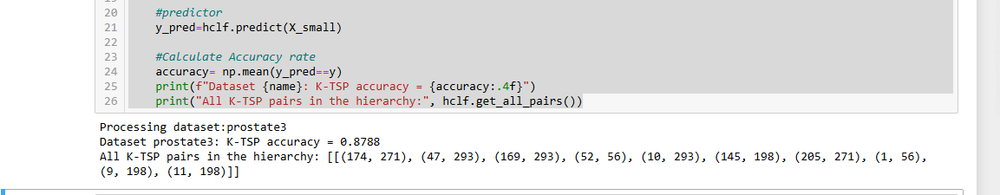 20 #predictor
21 y_pred=hclf.predict(X_small)
22
23 #Calculate Accuracy rate
24 accuracy= np.mean(y_pred==y)
25 print(f"Dataset {name}: K-TSP accuracy = {accuracy:.4f}")
26 print("All K-TSP pairs in the hierarchy:", hclf.get_all_pairs())
Processing dataset:prostate3
Dataset prostate3: K-TSP accuracy = 0.8788
All K-TSP pairs in the hierarchy: [[(174, 271), (47, 293), (169, 293), (52, 56), (10, 293), (145, 198), (205, 271), (1, 56),
(9, 198), (11, 198)]]